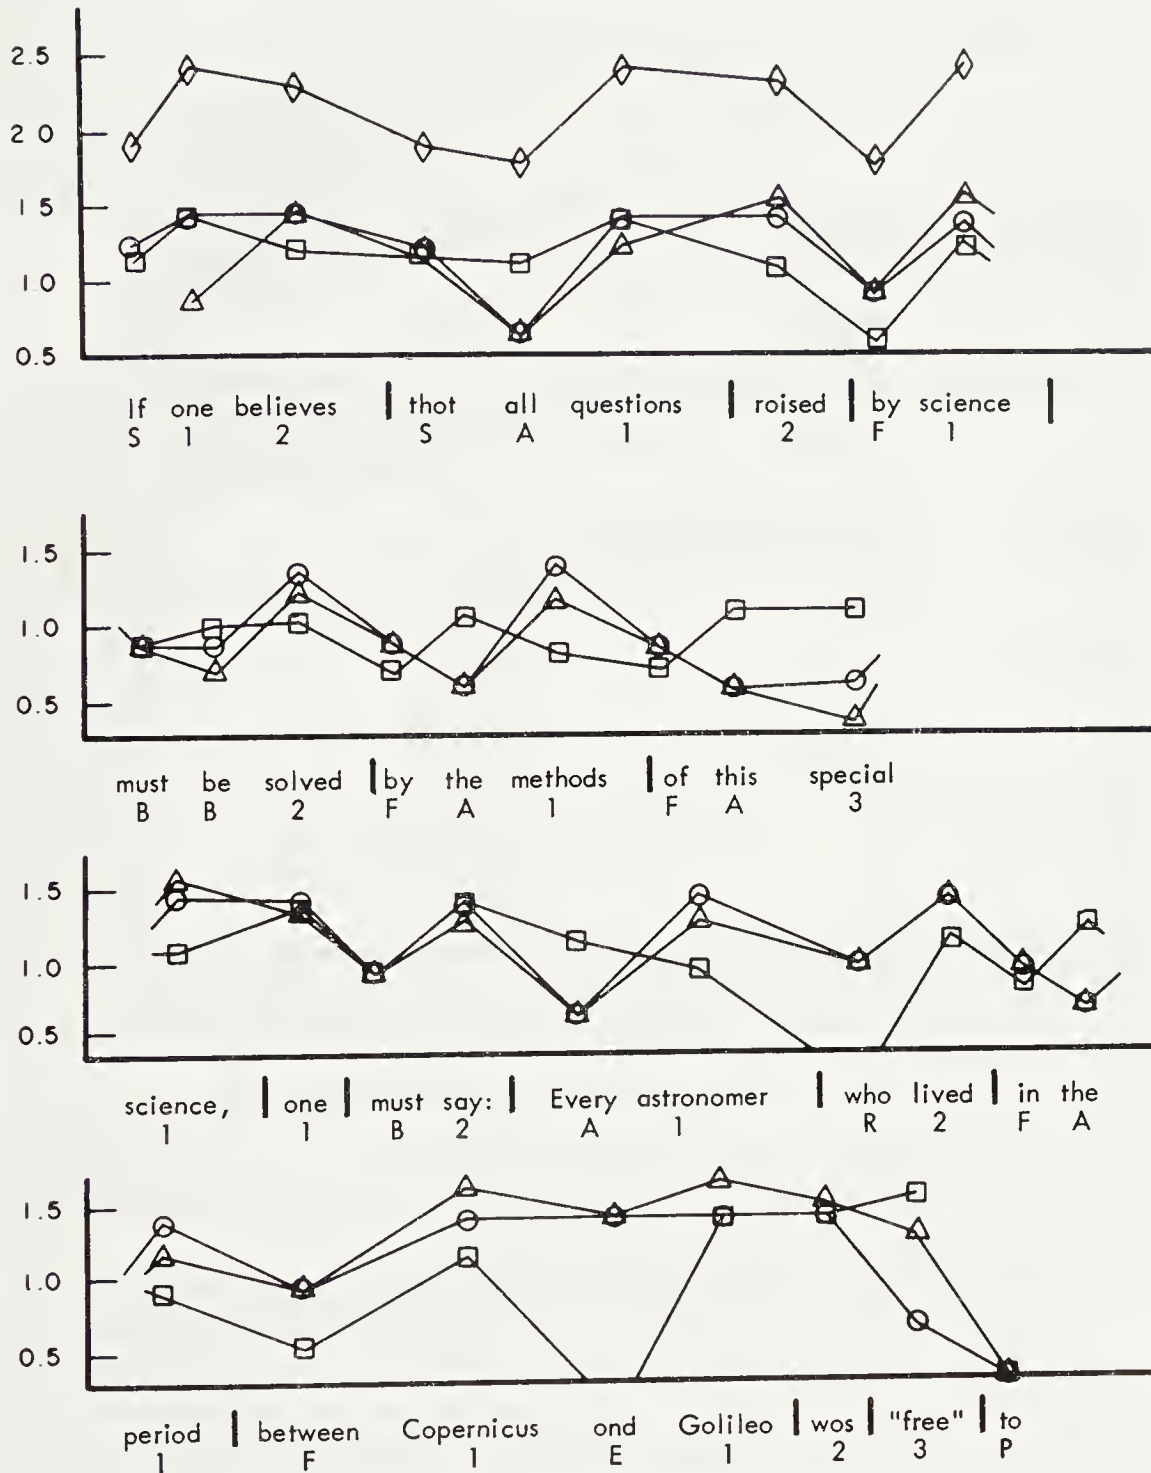 2.5
2 0
1 5
1.0
0.5
If one believes | thot all questions | roised | by science |
S 1 2 S A 1 2 F 1
1.5
1.0
0.5
must be solved | by the methods | of this special
B B 2 F A 1 F A 3
1.5
1.0
0.5
science, | one | must say: | Every astronomer | who lived | in the
1 1 B 2 A 1 R 2 F A
1.5
1.0
0.5
period | between Copernicus ond Golileo | wos | "free" | to
1 F 1 E 1 2 3 P